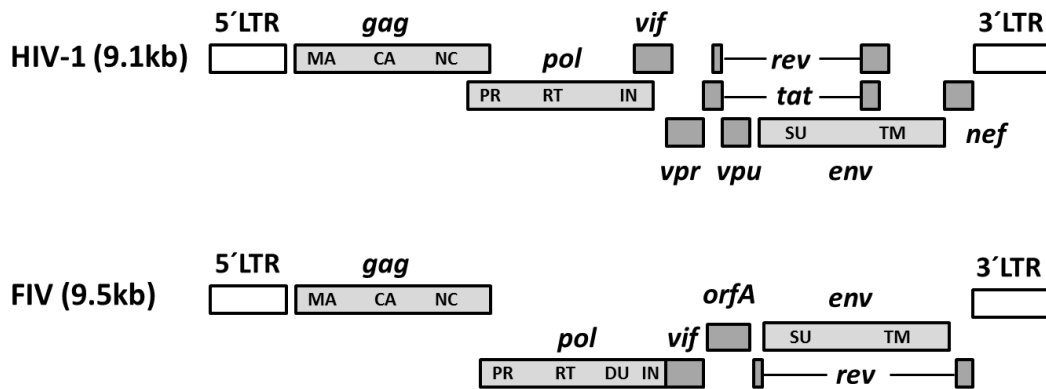 5´LTR gag vif 3´LTR
HIV-1 (9.1kb) MA CA NC pol rev
PR RT IN tat
SU TM nef
vpr vpu env
5´LTR gag 3´LTR
FIV (9.5kb) MA CA NC orfA env
pol vif SU TM
PR RT DU IN rev